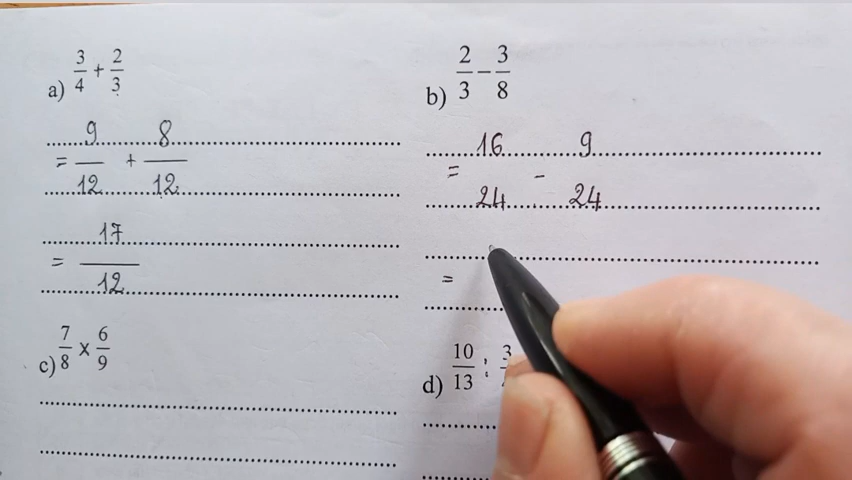 a) 3/4 + 2/3
= 9/12 + 8/12
= 17/12
b) 2/3 − 3/8
= 16/24 - 9/24
=
c) 7/8 × 6/9
d) 10/13 : 3